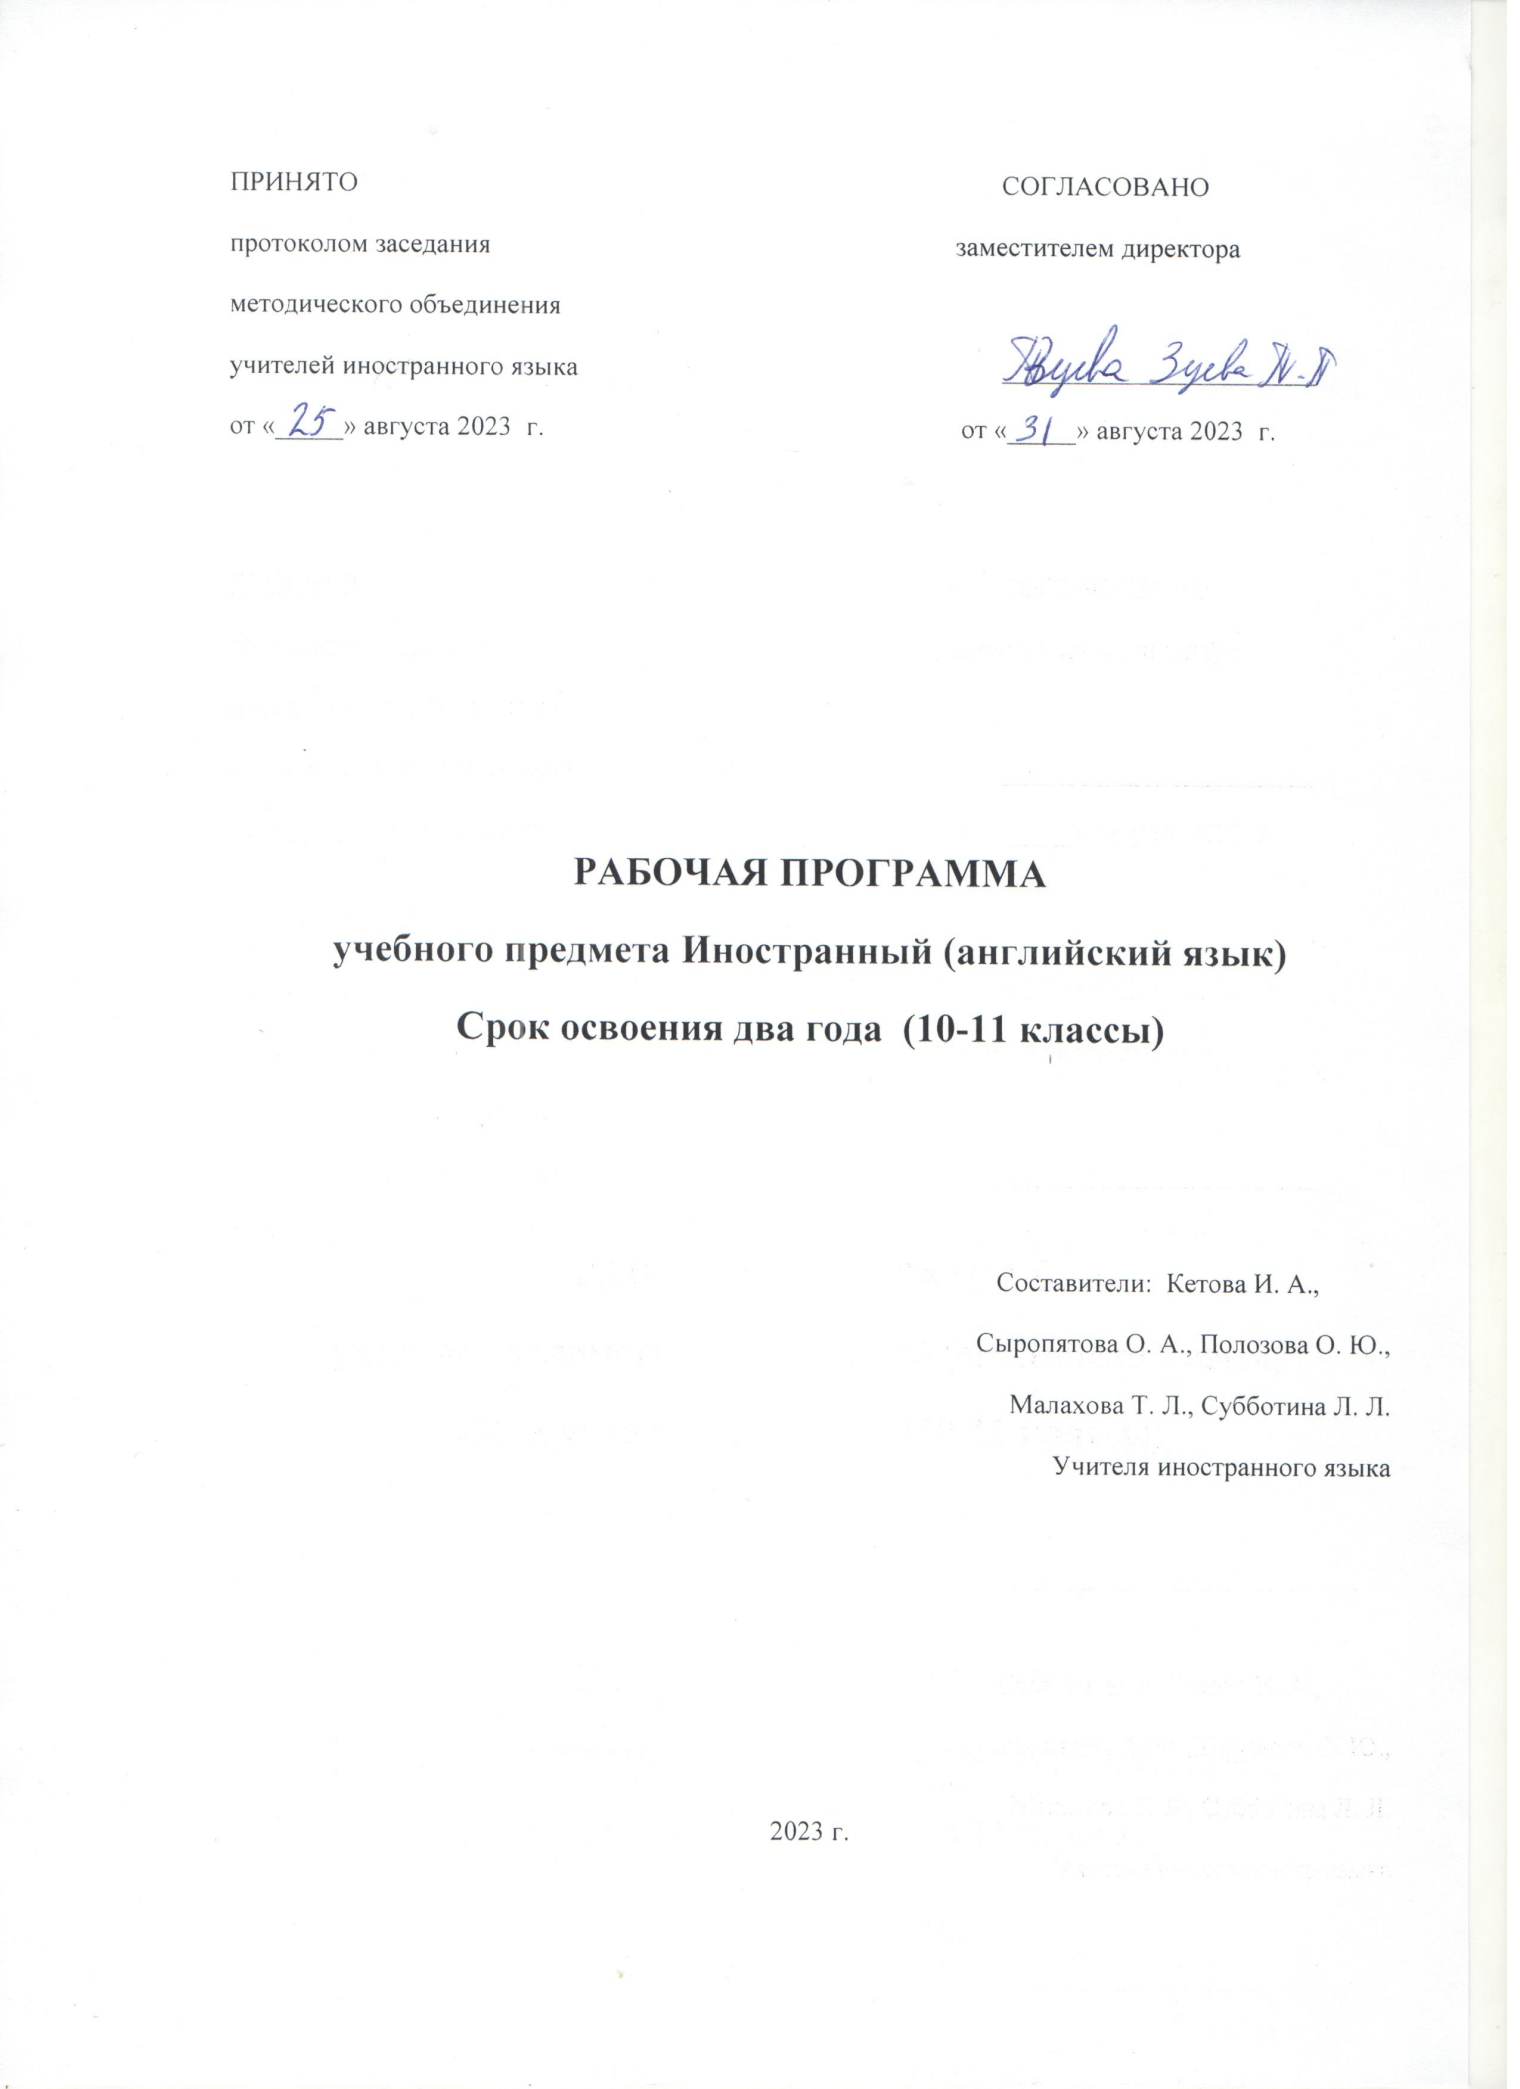 ПРИНЯТО
протоколом заседания
методического объединения
учителей иностранного языка
от «25» августа 2023 г.
СОГЛАСОВАНО
заместителем директора
Зуева
от «31» августа 2023 г.
РАБОЧАЯ ПРОГРАММА
учебного предмета Иностранный (английский язык)
Срок освоения два года (10-11 классы)
Составители: Кетова И. А.,
Сыропятова О. А., Полозова О. Ю.,
Малахова Т. Л., Субботина Л. Л.
Учителя иностранного языка
2023 г.